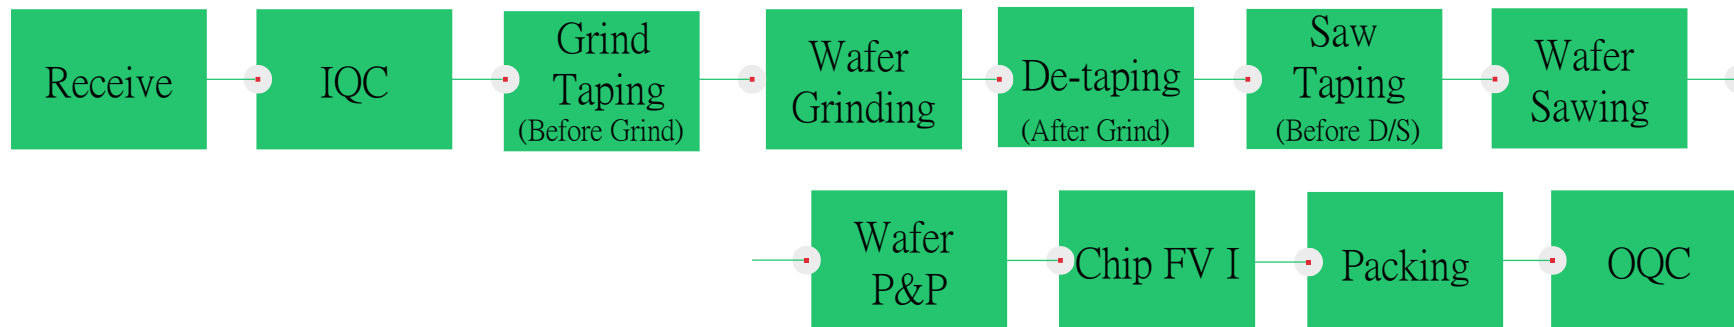 Receive
IQC
Grind
Taping
(Before Grind)
Wafer
Grinding
De-taping
(After Grind)
Saw
Taping
(Before D/S)
Wafer
Sawing
Wafer
P&P
Chip FV I
Packing
OQC